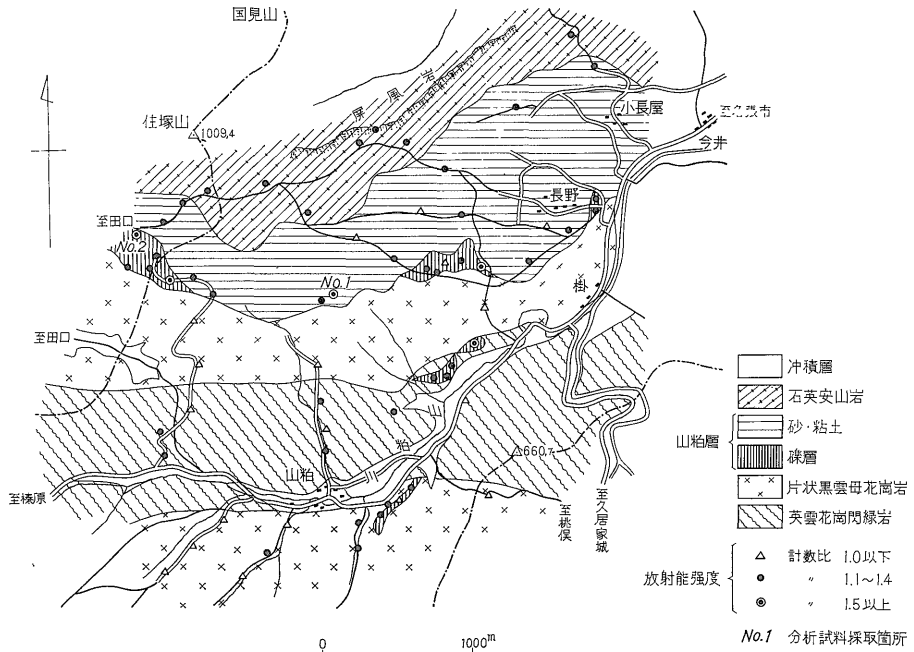 国見山
屏風岩
住塚山
1009.4
小長屋
至名張市
今井
長野
至田口
No.2
No.1
掛
至田口
山粕川
660.7
山粕
至榛原
至桃俣
至久居家城
冲積層
石英安山岩
山粕層
砂・粘土
礫層
片状黒雲母花崗岩
英雲花崗閃緑岩
放射能强度
計数比 1.0以下
〃 1.1~1.4
〃 1.5以上
No.1 分析試料採取箇所
0 1000m